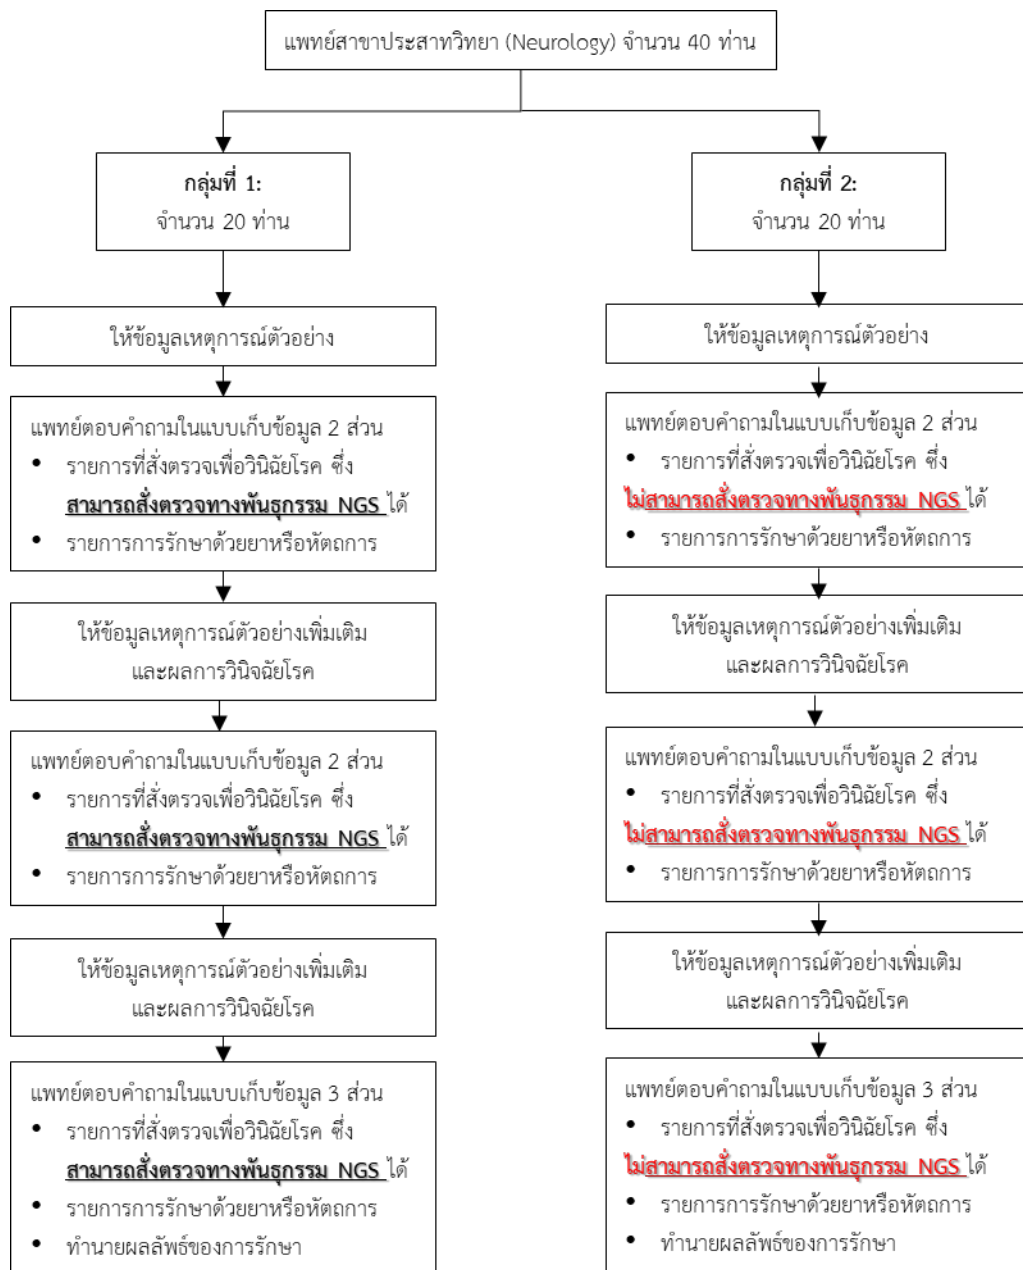 แพทย์สาขาประสาทวิทยา (Neurology) จำนวน 40 ท่าน
กลุ่มที่ 1:
จำนวน 20 ท่าน
ให้ข้อมูลเหตุการณ์ตัวอย่าง
แพทย์ตอบคำถามในแบบเก็บข้อมูล 2 ส่วน
• รายการที่สั่งตรวจเพื่อวินิฉัยโรค ซึ่ง
สามารถสั่งตรวจทางพันธุกรรม NGS ได้
• รายการการรักษาด้วยยาหรือหัตถการ
ให้ข้อมูลเหตุการณ์ตัวอย่างเพิ่มเติม
และผลการวินิจฉัยโรค
แพทย์ตอบคำถามในแบบเก็บข้อมูล 2 ส่วน
• รายการที่สั่งตรวจเพื่อวินิฉัยโรค ซึ่ง
สามารถสั่งตรวจทางพันธุกรรม NGS ได้
• รายการการรักษาด้วยยาหรือหัตถการ
ให้ข้อมูลเหตุการณ์ตัวอย่างเพิ่มเติม
และผลการวินิจฉัยโรค
แพทย์ตอบคำถามในแบบเก็บข้อมูล 3 ส่วน
• รายการที่สั่งตรวจเพื่อวินิฉัยโรค ซึ่ง
สามารถสั่งตรวจทางพันธุกรรม NGS ได้
• รายการการรักษาด้วยยาหรือหัตถการ
• ทำนายผลลัพธ์ของการรักษา
กลุ่มที่ 2:
จำนวน 20 ท่าน
ให้ข้อมูลเหตุการณ์ตัวอย่าง
แพทย์ตอบคำถามในแบบเก็บข้อมูล 2 ส่วน
• รายการที่สั่งตรวจเพื่อวินิฉัยโรค ซึ่ง
ไม่สามารถสั่งตรวจทางพันธุกรรม NGS ได้
• รายการการรักษาด้วยยาหรือหัตถการ
ให้ข้อมูลเหตุการณ์ตัวอย่างเพิ่มเติม
และผลการวินิจฉัยโรค
แพทย์ตอบคำถามในแบบเก็บข้อมูล 2 ส่วน
• รายการที่สั่งตรวจเพื่อวินิฉัยโรค ซึ่ง
ไม่สามารถสั่งตรวจทางพันธุกรรม NGS ได้
• รายการการรักษาด้วยยาหรือหัตถการ
ให้ข้อมูลเหตุการณ์ตัวอย่างเพิ่มเติม
และผลการวินิจฉัยโรค
แพทย์ตอบคำถามในแบบเก็บข้อมูล 3 ส่วน
• รายการที่สั่งตรวจเพื่อวินิฉัยโรค ซึ่ง
ไม่สามารถสั่งตรวจทางพันธุกรรม NGS ได้
• รายการการรักษาด้วยยาหรือหัตถการ
• ทำนายผลลัพธ์ของการรักษา